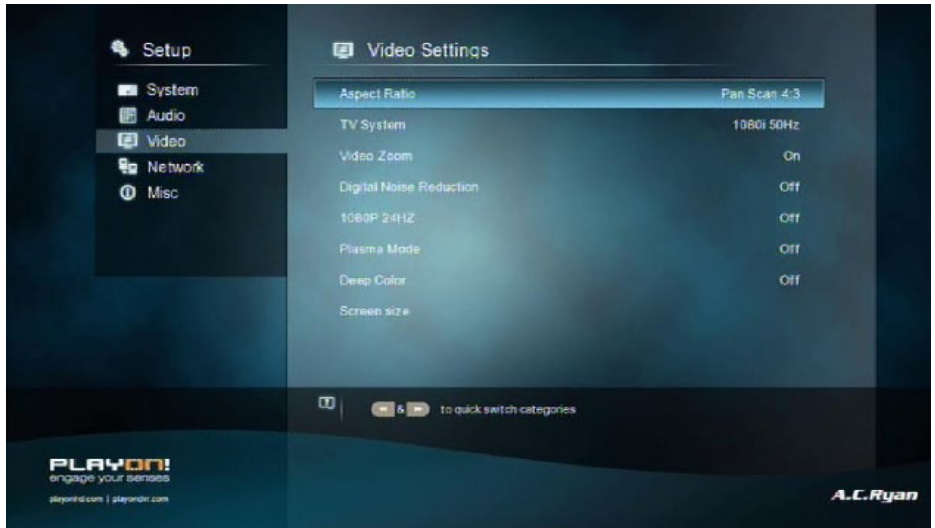 Setup
System
Audio
Video
Network
Misc
Video Settings
Aspect Ratio Pan Scan 4:3
TV System 1080i 50Hz
Video Zoom On
Digital Noise Reduction Off
1080P 24HZ Off
Plasma Mode Off
Deep Color Off
Screen size
& to quick switch categories
PLAYON!
engage your senses
playonhd.com | playondvr.com
A.C.Ryan